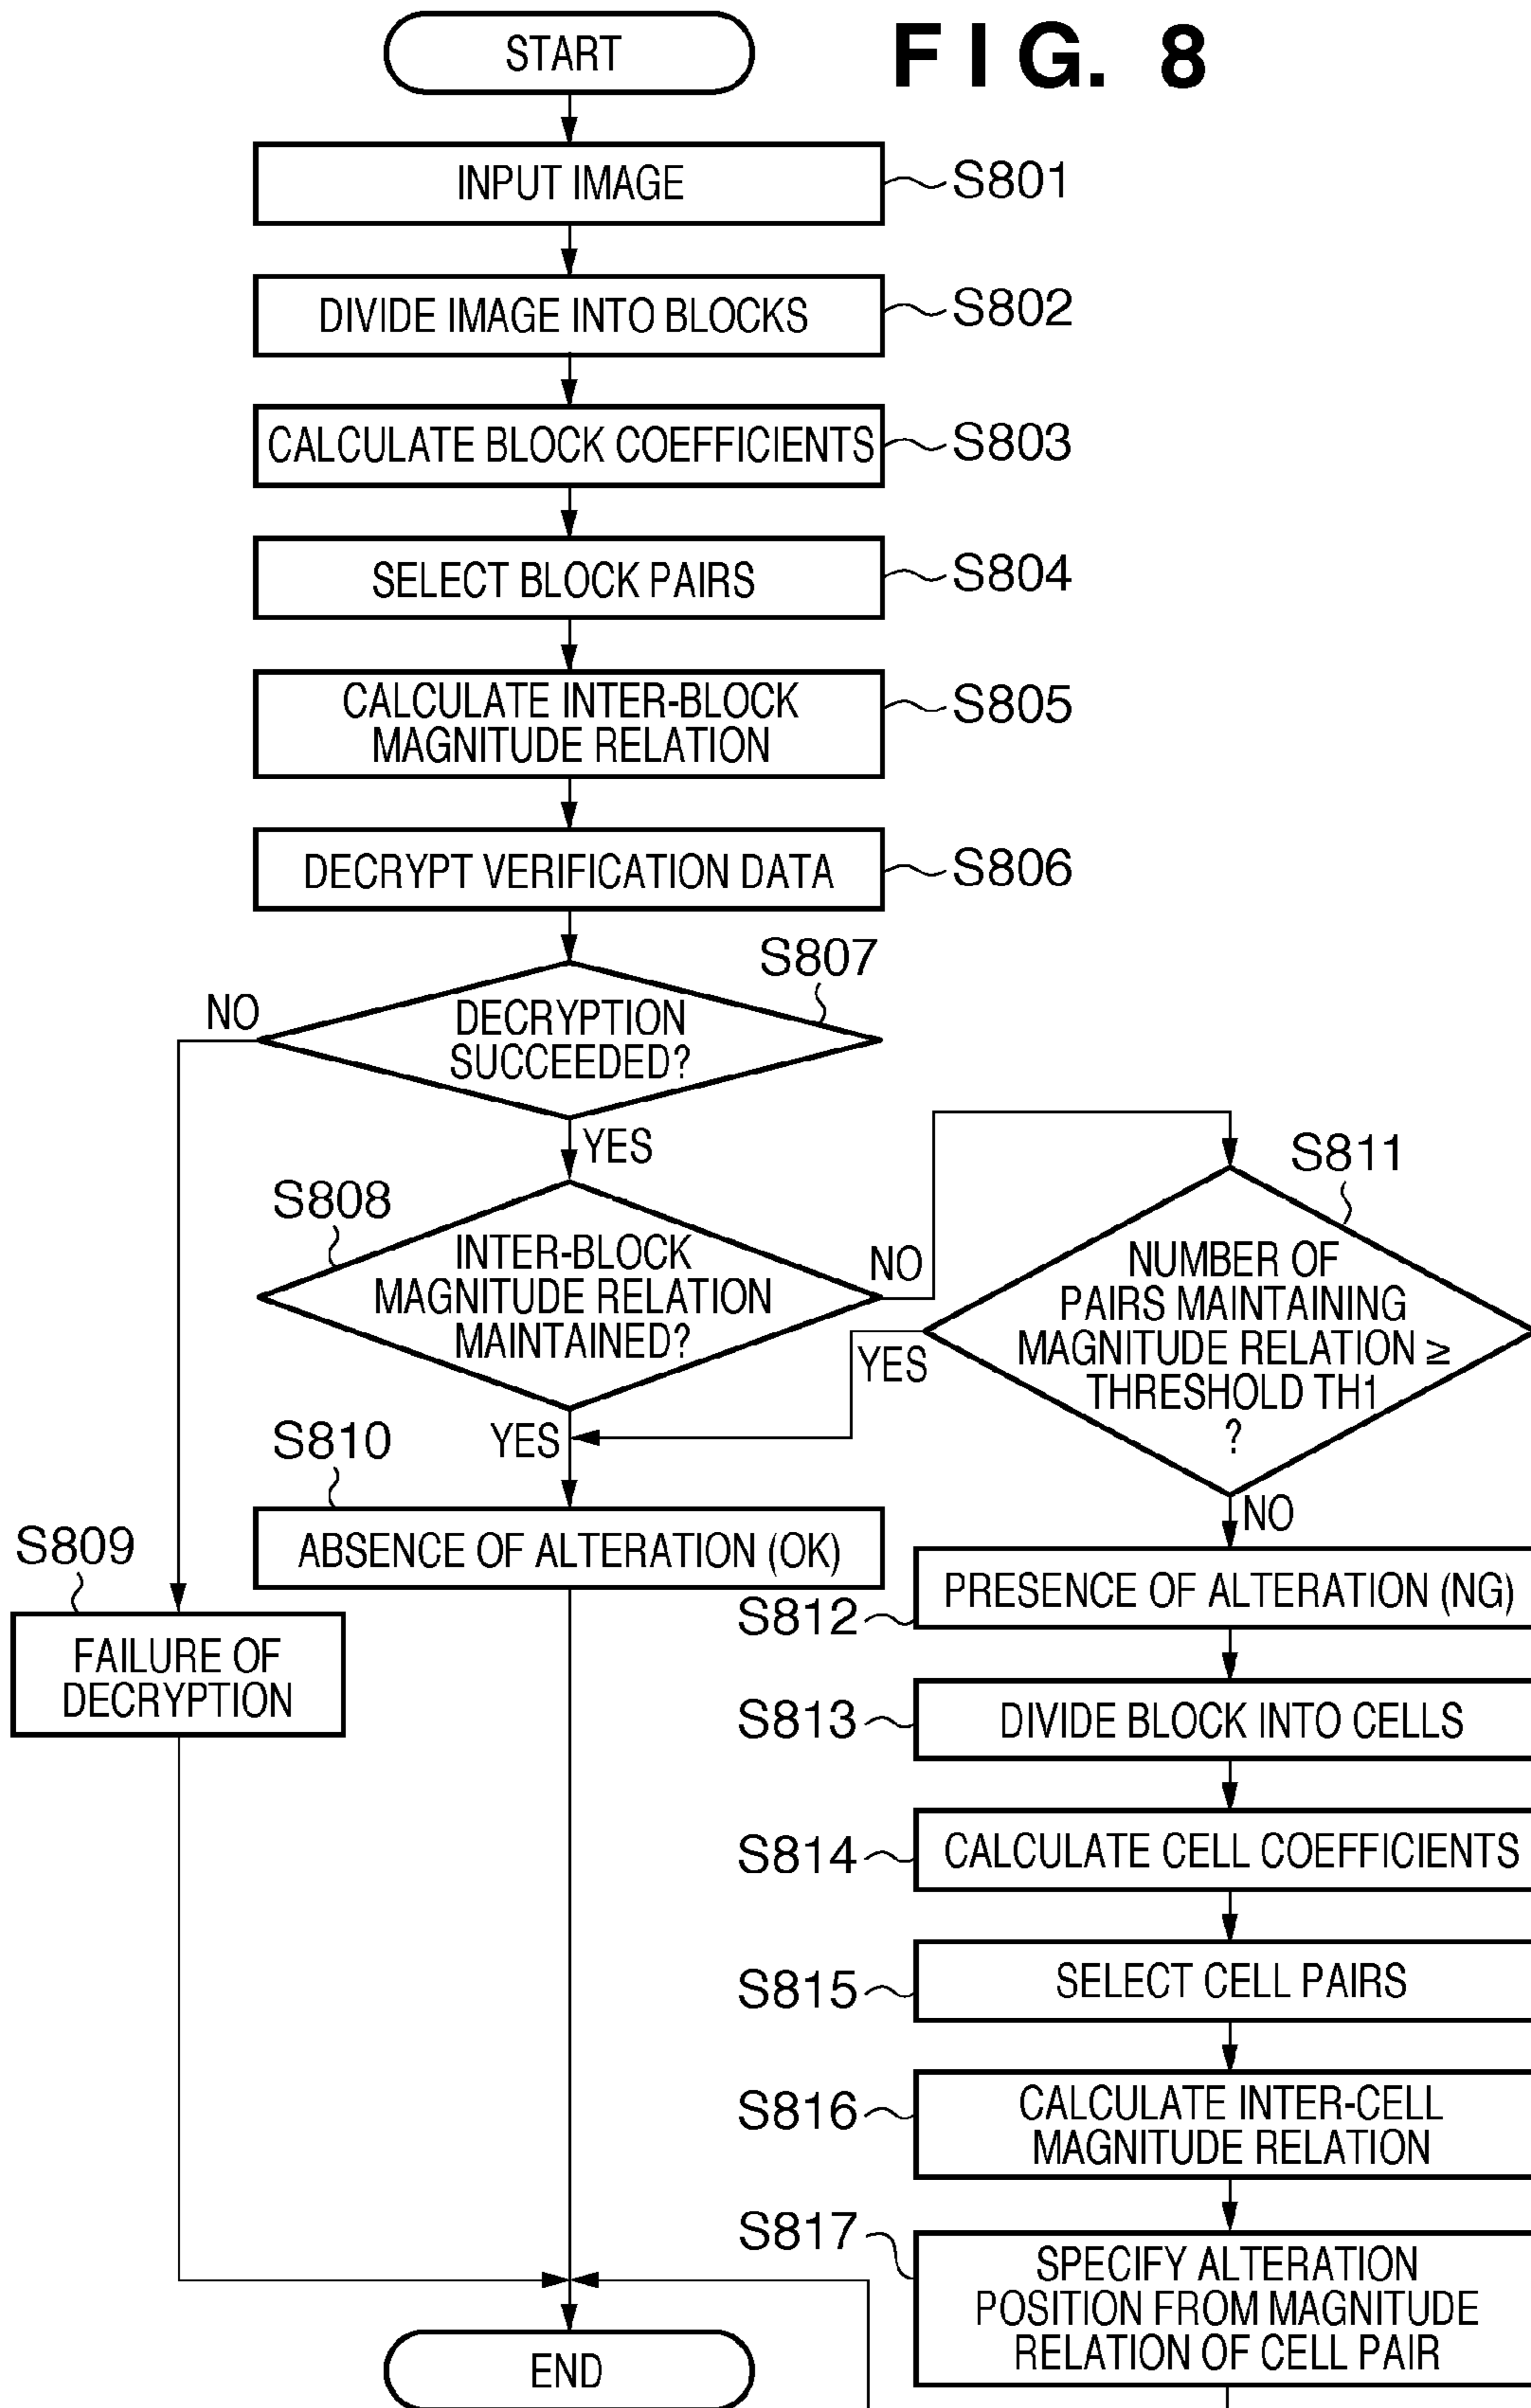 FIG. 8
START
INPUT IMAGE
S801
DIVIDE IMAGE INTO BLOCKS
S802
CALCULATE BLOCK COEFFICIENTS
S803
SELECT BLOCK PAIRS
S804
CALCULATE INTER-BLOCK
MAGNITUDE RELATION
S805
DECRYPT VERIFICATION DATA
S806
S807
NO
DECRYPTION
SUCCEEDED?
YES
S808
INTER-BLOCK
MAGNITUDE RELATION
MAINTAINED?
NO
YES
S811
NUMBER OF
PAIRS MAINTAINING
MAGNITUDE RELATION ≥
THRESHOLD TH1
?
YES
NO
S810
ABSENCE OF ALTERATION (OK)
S809
FAILURE OF
DECRYPTION
PRESENCE OF ALTERATION (NG)
S812
S813
DIVIDE BLOCK INTO CELLS
S814
CALCULATE CELL COEFFICIENTS
S815
SELECT CELL PAIRS
S816
CALCULATE INTER-CELL
MAGNITUDE RELATION
S817
SPECIFY ALTERATION
POSITION FROM MAGNITUDE
RELATION OF CELL PAIR
END